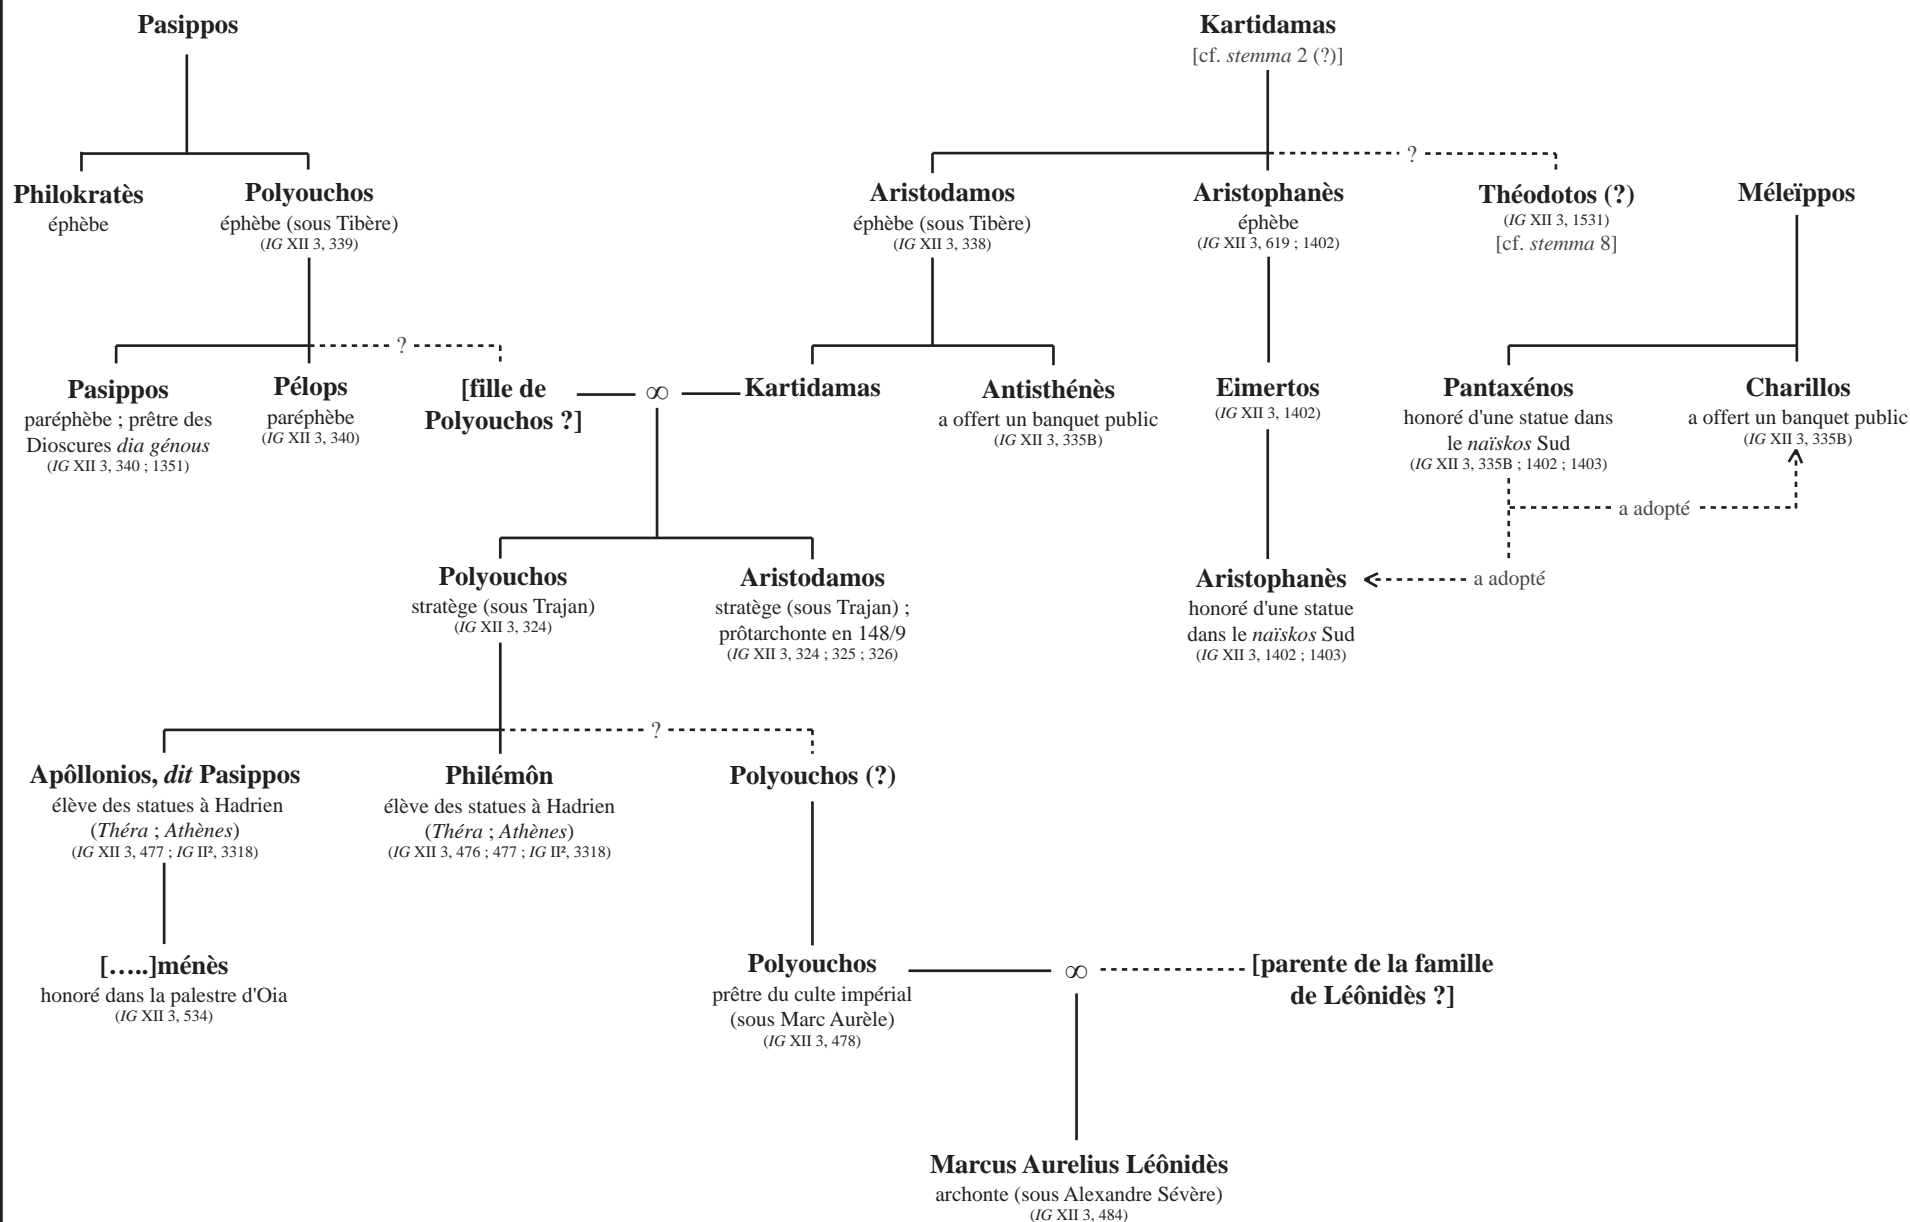 Pasippos
Kartidamas
[cf. stemma 2 (?)]
?
Philokratès
éphèbe
Polyouchos
éphèbe (sous Tibère)
(IG XII 3, 339)
Aristodamos
éphèbe (sous Tibère)
(IG XII 3, 338)
Aristophanès
éphèbe
(IG XII 3, 619 ; 1402)
Théodotos (?)
(IG XII 3, 1531)
[cf. stemma 8]
Méleïppos
?
Pasippos
paréphèbe ; prêtre des
Dioscures dia génous
(IG XII 3, 340 ; 1351)
Pélops
paréphèbe
(IG XII 3, 340)
[fille de
Polyouchos ?]
∞
Kartidamas
Antisthénès
a offert un banquet public
(IG XII 3, 335B)
Eimertos
(IG XII 3, 1402)
Pantaxénos
honoré d'une statue dans
le naïskos Sud
(IG XII 3, 335B ; 1402 ; 1403)
Charillos
a offert un banquet public
(IG XII 3, 335B)
a adopté
Polyouchos
stratège (sous Trajan)
(IG XII 3, 324)
Aristodamos
stratège (sous Trajan) ;
prôtarchonte en 148/9
(IG XII 3, 324 ; 325 ; 326)
Aristophanès
honoré d'une statue
dans le naïskos Sud
(IG XII 3, 1402 ; 1403)
a adopté
?
Apôllonios, dit Pasippos
élève des statues à Hadrien
(Théra ; Athènes)
(IG XII 3, 477 ; IG II², 3318)
Philémôn
élève des statues à Hadrien
(Théra ; Athènes)
(IG XII 3, 476 ; 477 ; IG II², 3318)
Polyouchos (?)
[…..]ménès
honoré dans la palestre d'Oia
(IG XII 3, 534)
Polyouchos
prêtre du culte impérial
(sous Marc Aurèle)
(IG XII 3, 478)
∞
[parente de la famille
de Léônidès ?]
Marcus Aurelius Léônidès
archonte (sous Alexandre Sévère)
(IG XII 3, 484)